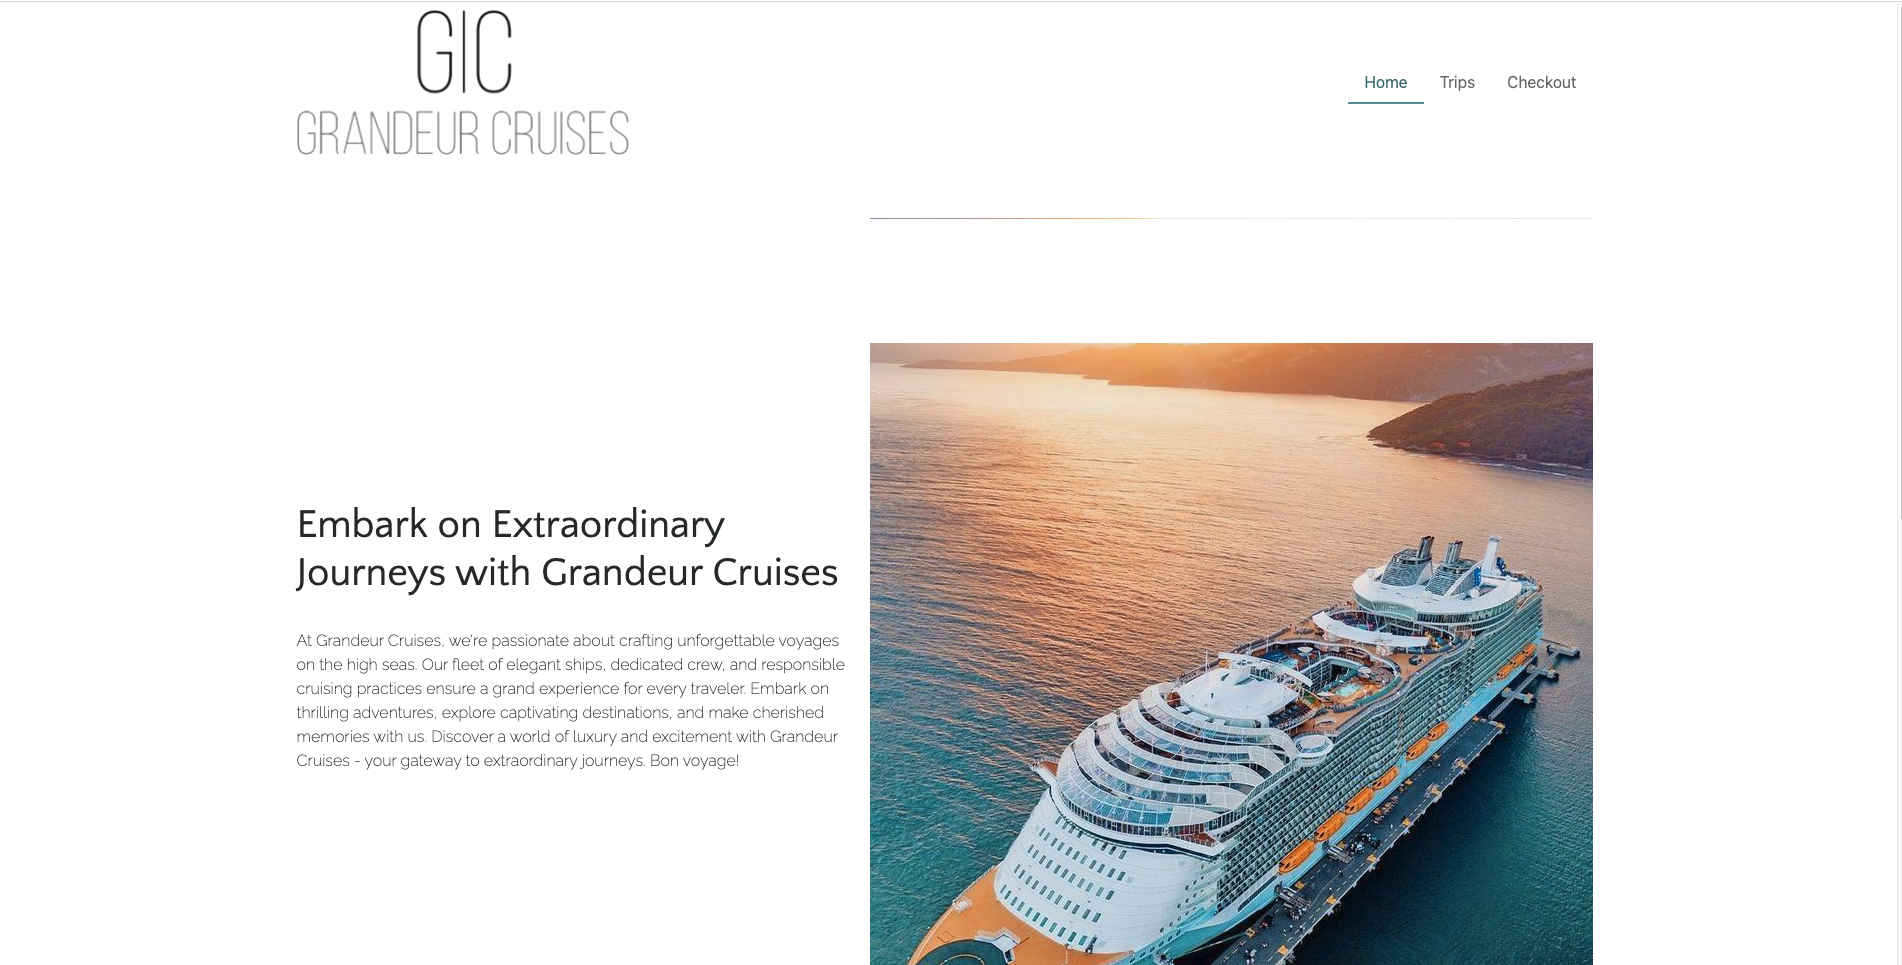 G|C
GRANDEUR CRUISES
Home Trips Checkout
Embark on Extraordinary
Journeys with Grandeur Cruises
At Grandeur Cruises, we're passionate about crafting unforgettable voyages
on the high seas. Our fleet of elegant ships, dedicated crew, and responsible
cruising practices ensure a grand experience for every traveler. Embark on
thrilling adventures, explore captivating destinations, and make cherished
memories with us. Discover a world of luxury and excitement with Grandeur
Cruises - your gateway to extraordinary journeys. Bon voyage!